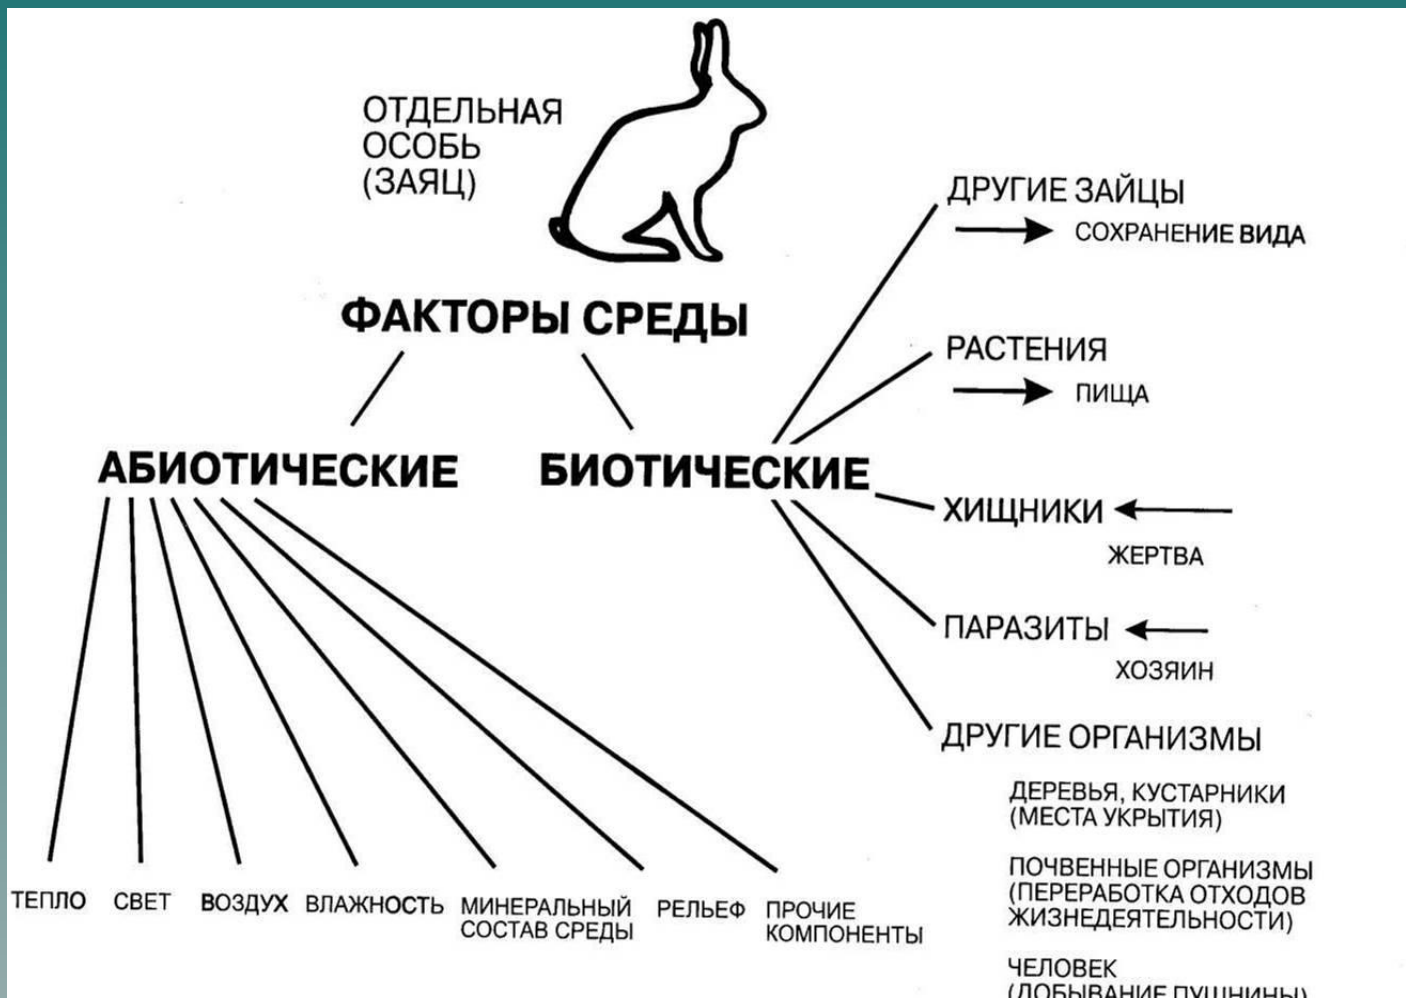 ОТДЕЛЬНАЯ
ОСОБЬ
(ЗАЯЦ)
ФАКТОРЫ СРЕДЫ
АБИОТИЧЕСКИЕ
БИОТИЧЕСКИЕ
ДРУГИЕ ЗАЙЦЫ
СОХРАНЕНИЕ ВИДА
РАСТЕНИЯ
ПИЩА
ХИЩНИКИ
ЖЕРТВА
ПАРАЗИТЫ
ХОЗЯИН
ДРУГИЕ ОРГАНИЗМЫ
ДЕРЕВЬЯ, КУСТАРНИКИ
(МЕСТА УКРЫТИЯ)
ПОЧВЕННЫЕ ОРГАНИЗМЫ
(ПЕРЕРАБОТКА ОТХОДОВ
ЖИЗНЕДЕЯТЕЛЬНОСТИ)
ЧЕЛОВЕК
(ДОБЫВАНИЕ ПУШНИНЫ)
ТЕПЛО
СВЕТ
ВОЗДУХ
ВЛАЖНОСТЬ
МИНЕРАЛЬНЫЙ
СОСТАВ СРЕДЫ
РЕЛЬЕФ
ПРОЧИЕ
КОМПОНЕНТЫ